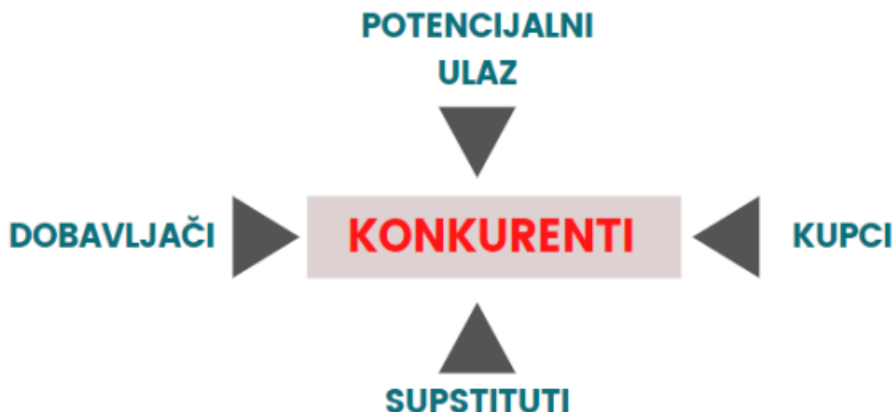 POTENCIJALNI
ULAZ
DOBAVLJAČI
KONKURENTI
KUPCI
SUPSTITUTI